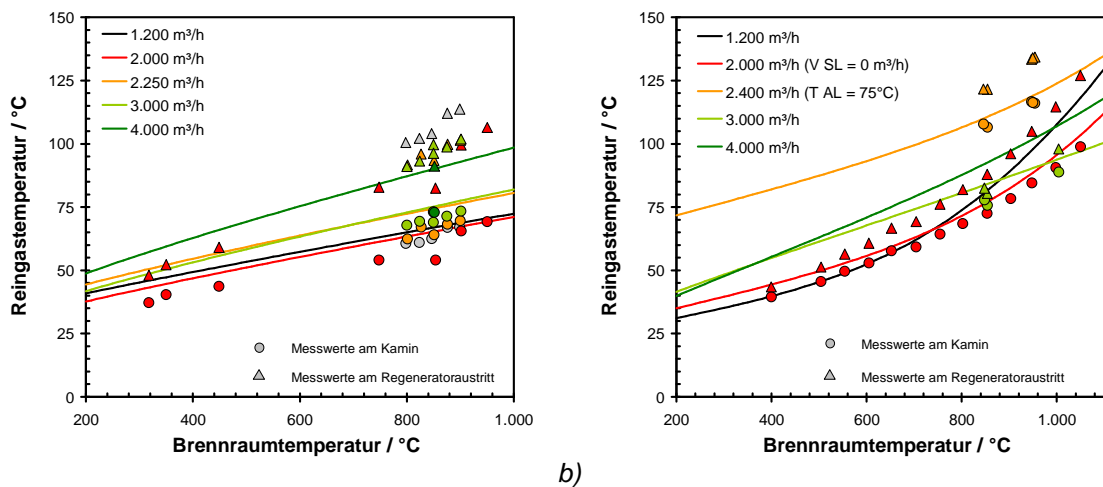 150
125
100
75
50
25
0
Reingastemperatur / °C
1.200 m³/h
2.000 m³/h
2.250 m³/h
3.000 m³/h
4.000 m³/h
Messwerte am Kamin
Messwerte am Regeneratoraustritt
200 400 600 800 1.000
Brennraumtemperatur / °C
150
125
100
75
50
25
0
Reingastemperatur / °C
1.200 m³/h
2.000 m³/h (V SL = 0 m³/h)
2.400 m³/h (T AL = 75°C)
3.000 m³/h
4.000 m³/h
Messwerte am Kamin
Messwerte am Regeneratoraustritt
200 400 600 800 1.000
Brennraumtemperatur / °C
b)